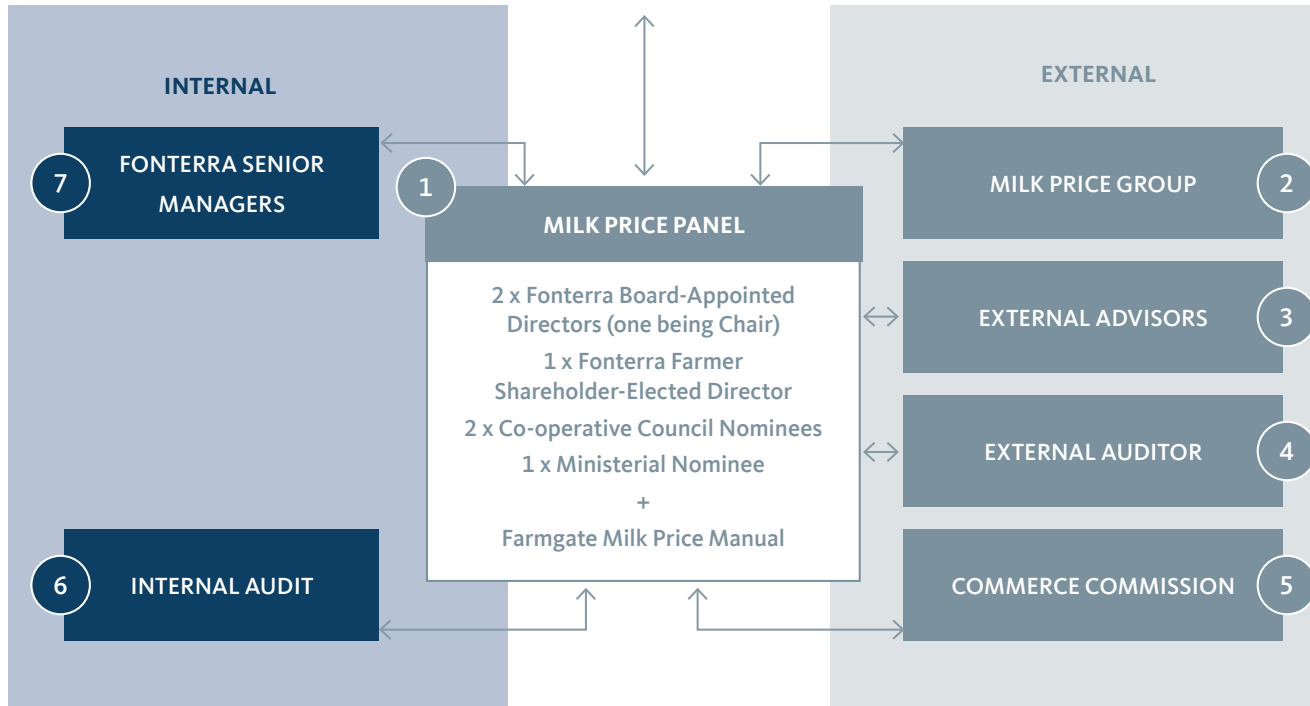 INTERNAL
7
FONTERRA SENIOR
MANAGERS
6
INTERNAL AUDIT
1
MILK PRICE PANEL
2 x Fonterra Board-Appointed
Directors (one being Chair)
1 x Fonterra Farmer
Shareholder-Elected Director
2 x Co-operative Council Nominees
1 x Ministerial Nominee
+
Farmgate Milk Price Manual
EXTERNAL
MILK PRICE GROUP
2
EXTERNAL ADVISORS
3
EXTERNAL AUDITOR
4
COMMERCE COMMISSION
5